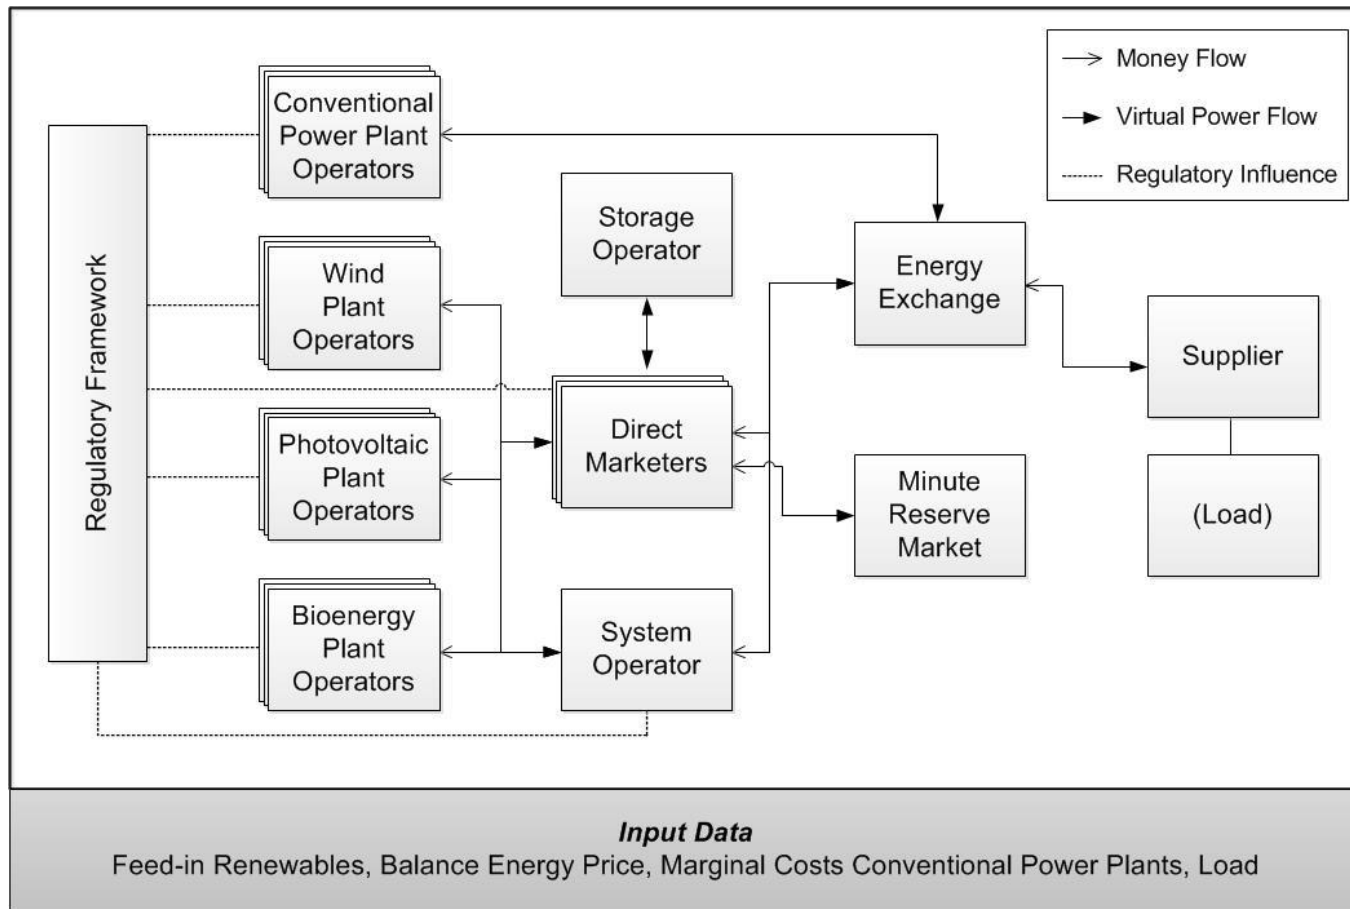 Money Flow
Virtual Power Flow
Regulatory Influence
Regulatory Framework
Conventional
Power Plant
Operators
Wind
Plant
Operators
Photovoltaic
Plant
Operators
Bioenergy
Plant
Operators
Storage
Operator
Direct
Marketers
System
Operator
Energy
Exchange
Minute
Reserve
Market
Supplier
(Load)
Input Data
Feed-in Renewables, Balance Energy Price, Marginal Costs Conventional Power Plants, Load